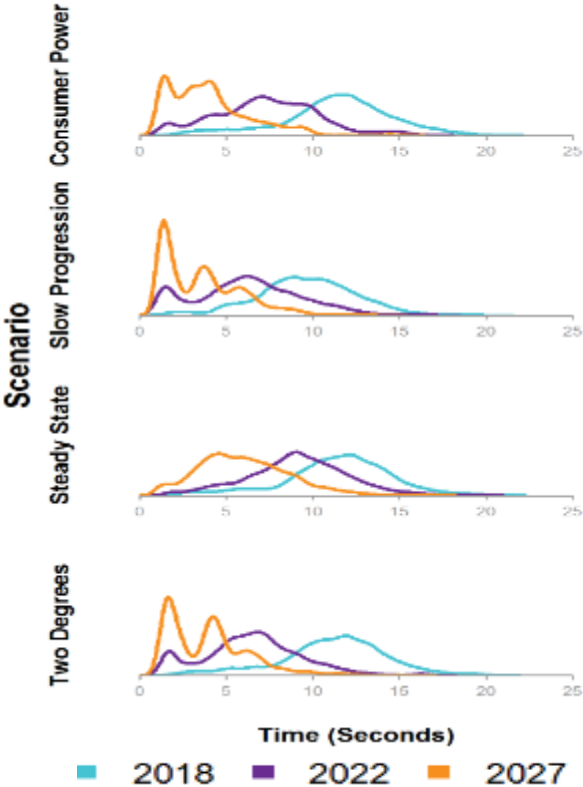 Scenario
Consumer Power
0 5 10 15 20 25
Slow Progression
0 5 10 15 20 25
Steady State
0 5 10 15 20 25
Two Degrees
0 5 10 15 20 25
Time (Seconds)
2018 2022 2027